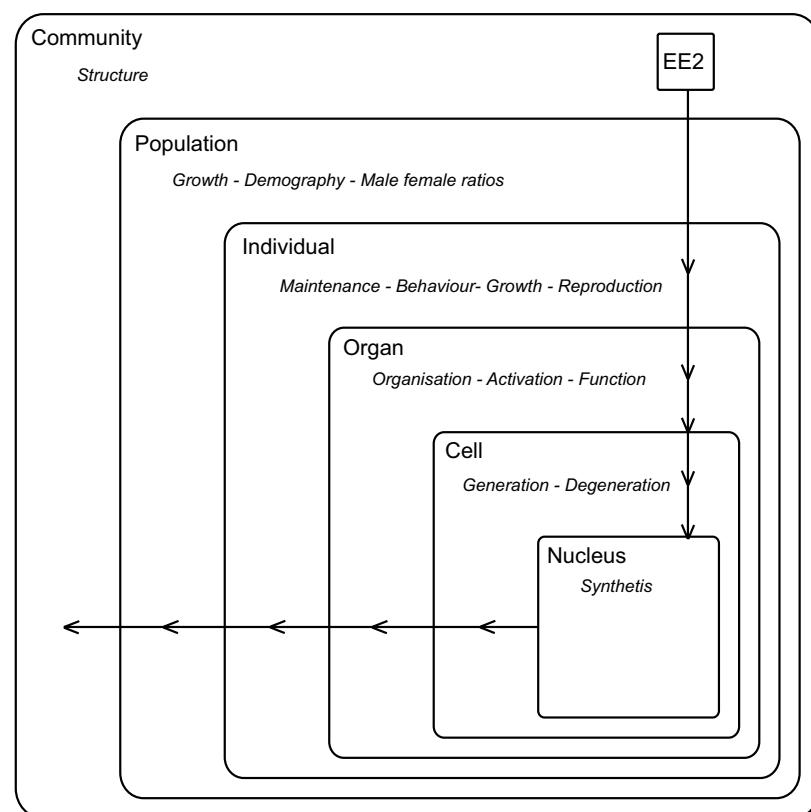 Community
EE2
Structure
Population
Growth - Demography - Male female ratios
Individual
Maintenance - Behaviour- Growth - Reproduction
Organ
Organisation - Activation - Function
Cell
Generation - Degeneration
Nucleus
Synthetis